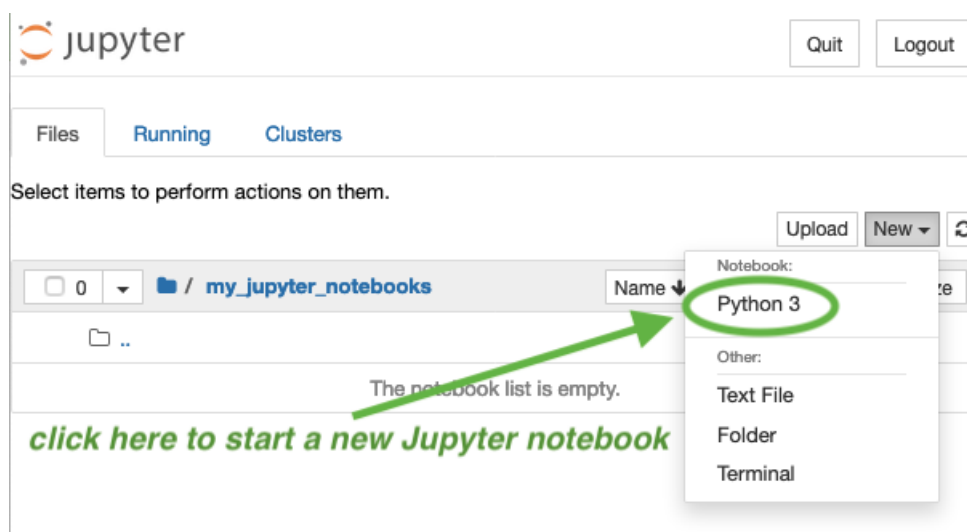 jupyter
Quit Logout
Files Running Clusters
Select items to perform actions on them.
Upload New
0 / my_jupyter_notebooks Name ze
Notebook:
Python 3
..
Other:
The notebook list is empty.
Text File
click here to start a new Jupyter notebook
Folder
Terminal